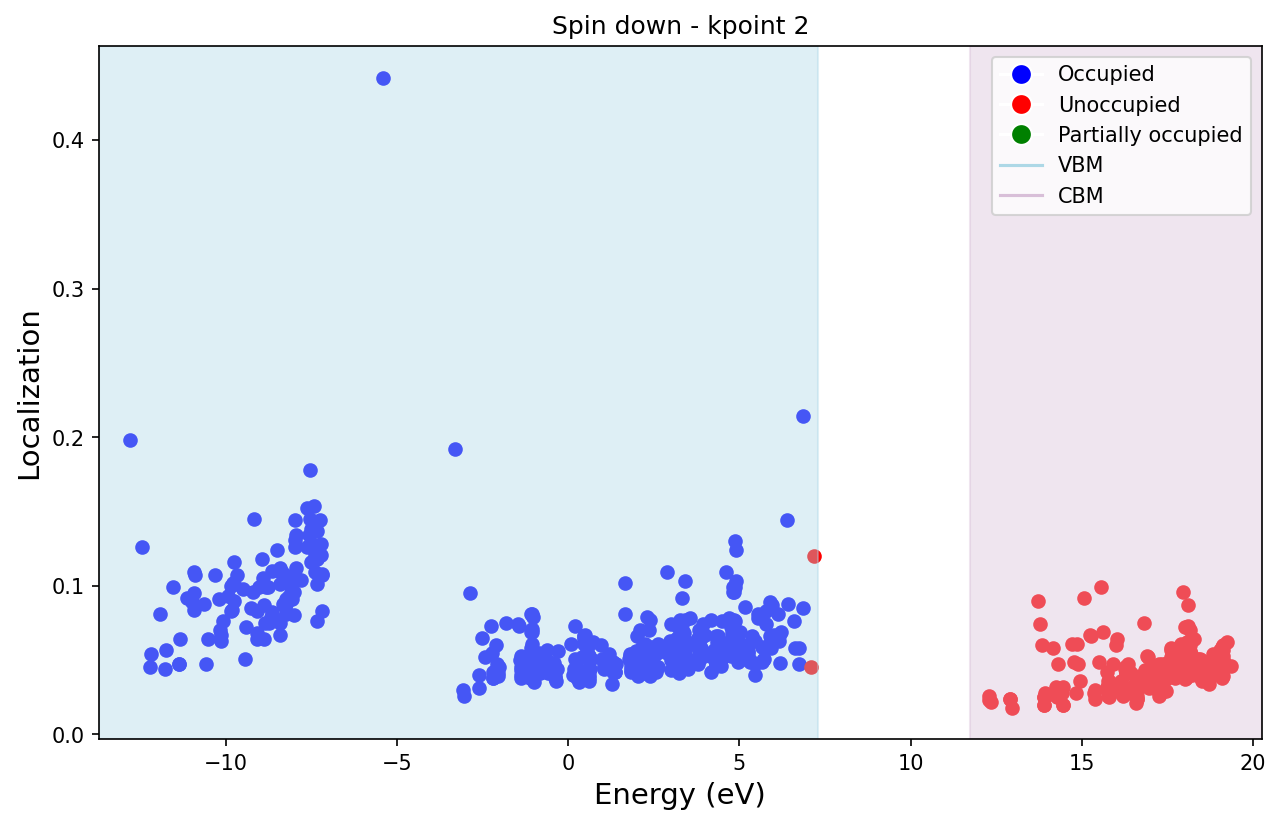 Spin down - kpoint 2
Localization
0.4
0.3
0.2
0.1
0.0
Occupied
Unoccupied
Partially occupied
VBM
CBM
−10
−5
0
5
10
15
20
Energy (eV)